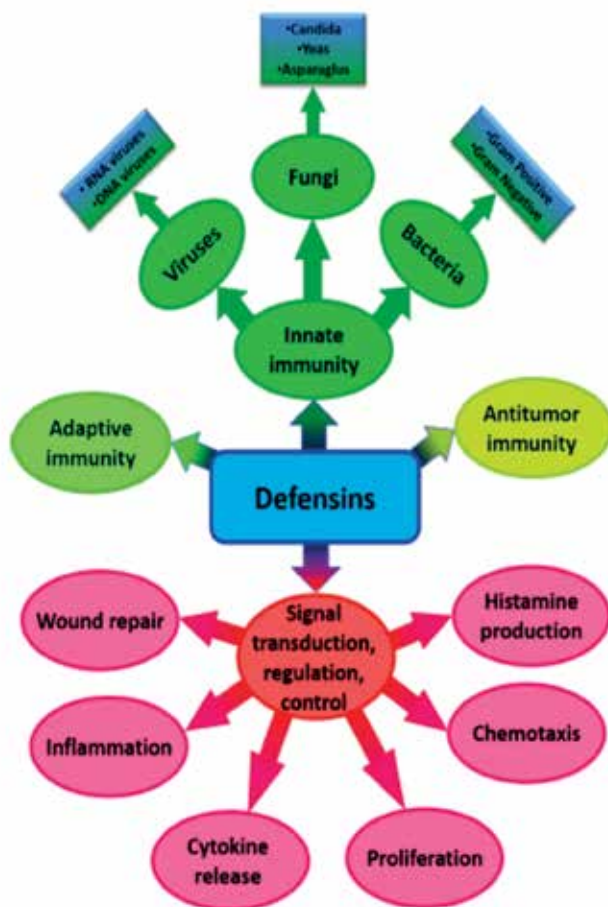 •Candida
•Yeas
•Asparaglus
• RNA viruses
•DNA viruses
Fungi
•Gram Positive
•Gram Negative
Viruses
Bacteria
Innate
immunity
Adaptive
immunity
Antitumor
immunity
Defensins
Wound repair
Signal
transduction,
regulation,
control
Histamine
production
Inflammation
Chemotaxis
Cytokine
release
Proliferation